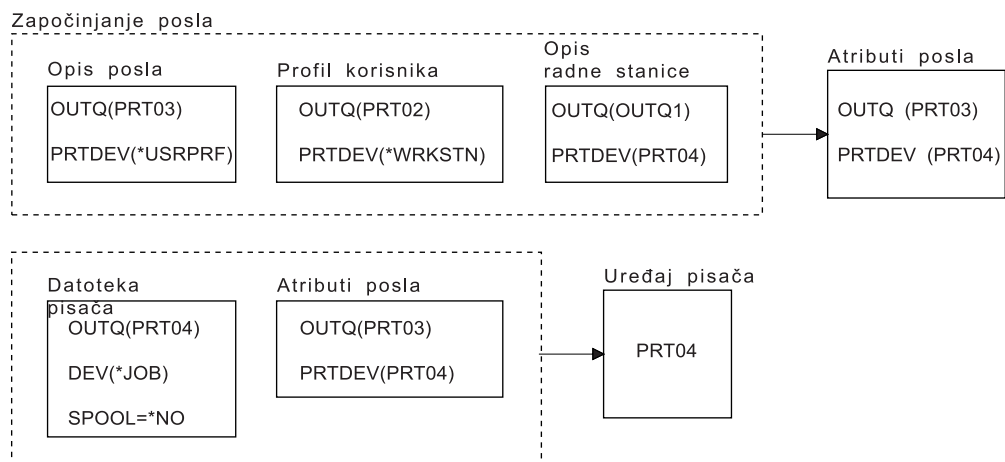 Započinjanje posla
Opis posla
OUTQ(PRT03)
PRTDEV(*USRPRF)
Profil korisnika
OUTQ(PRT02)
PRTDEV(*WRKSTN)
Opis
radne stanice
OUTQ(OUTQ1)
PRTDEV(PRT04)
Atributi posla
OUTQ (PRT03)
PRTDEV (PRT04)
Datoteka
pisača
OUTQ(PRT04)
DEV(*JOB)
SPOOL=*NO
Atributi posla
OUTQ(PRT03)
PRTDEV(PRT04)
Uređaj pisača
PRT04